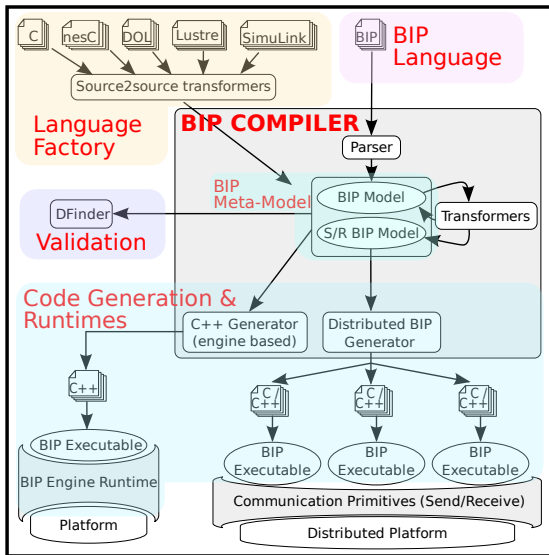 C
nesC
DOL
Lustre
SimuLink
BIP
BIP
Language
Source2source transformers
Language
Factory
BIP COMPILER
Parser
BIP
Meta-Model
BIP Model
S/R BIP Model
Transformers
DFinder
Validation
Code Generation &
Runtimes
C++ Generator
(engine based)
Distributed BIP
Generator
C++
C /
C++
C /
C++
C /
C++
BIP Executable
BIP
Executable
BIP
Executable
BIP
Executable
BIP Engine Runtime
Communication Primitives (Send/Receive)
Platform
Distributed Platform